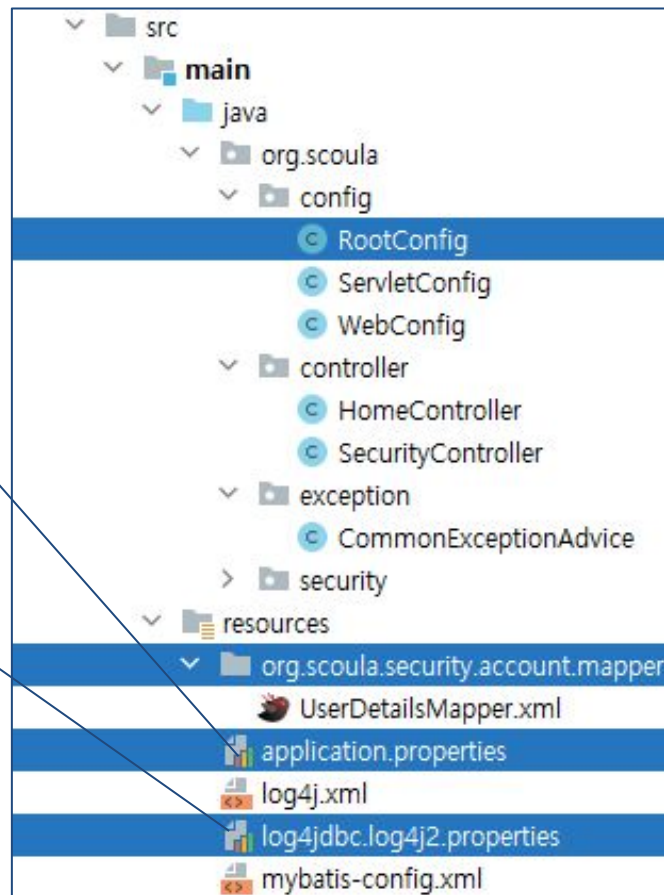 src
main
java
org.scoula
config
RootConfig
ServletConfig
WebConfig
controller
HomeController
SecurityController
exception
CommonExceptionAdvice
security
resources
org.scoula.security.account.mapper
UserDetailsMapper.xml
application.properties
log4j.xml
log4jdbc.log4j2.properties
mybatis-config.xml